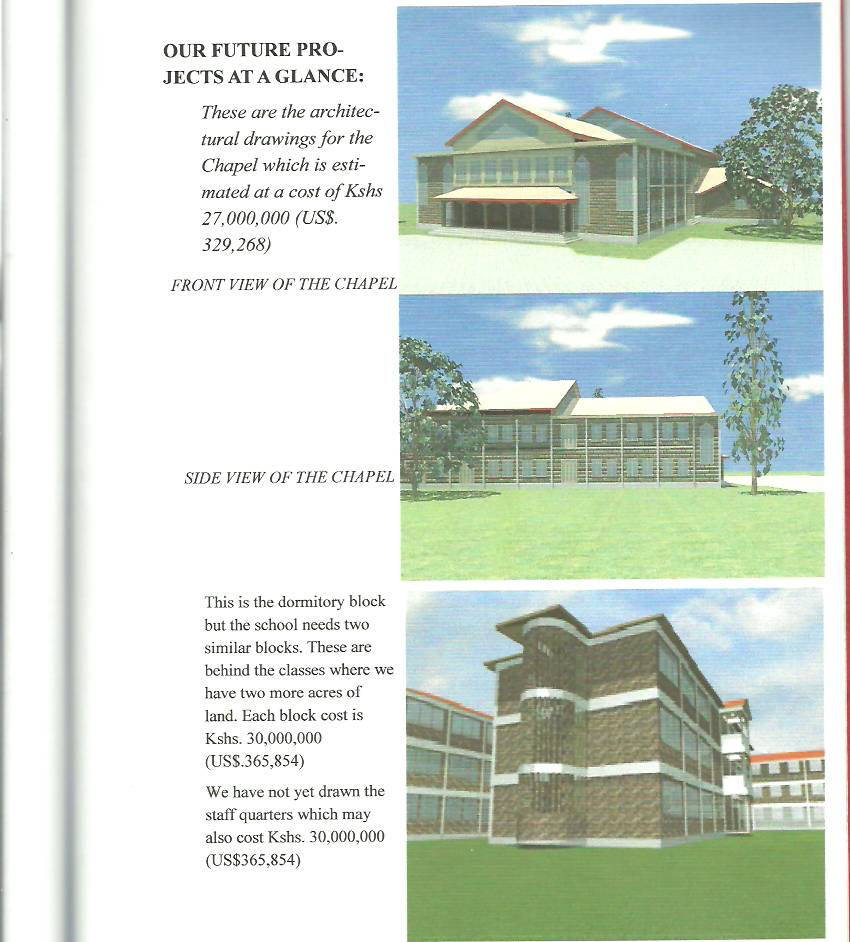 OUR FUTURE PRO-
JECTS AT A GLANCE:
These are the architec-
tural drawings for the
Chapel which is esti-
mated at a cost of Kshs
27,000,000 (US$.
329,268)
FRONT VIEW OF THE CHAPEL
SIDE VIEW OF THE CHAPEL
This is the dormitory block
but the school needs two
similar blocks. These are
behind the classes where we
have two more acres of
land. Each block cost is
Kshs. 30,000,000
(US$.365,854)
We have not yet drawn the
staff quarters which may
also cost Kshs. 30,000,000
(US$365,854)